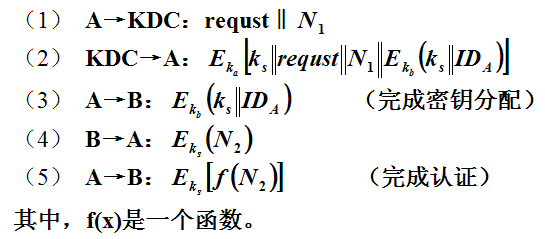 （1） A→KDC：requst ‖ N₁
（2） KDC→A：E_{k_a}[k_s‖requst‖N₁‖E_{k_b}(k_s‖ID_A)]
（3） A→B：E_{k_b}(k_s‖ID_A) （完成密钥分配）
（4） B→A：E_{k_s}(N₂)
（5） A→B：E_{k_s}[f(N₂)] （完成认证）
其中，f(x)是一个函数。